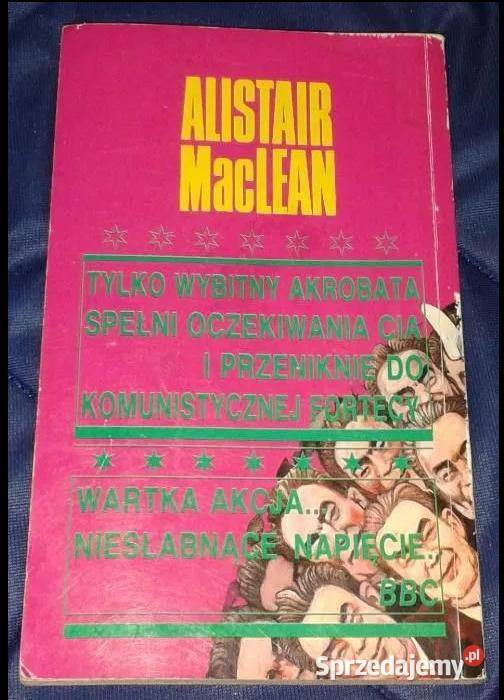 ALISTAIR
MacLEAN
TYLKO WYBITNY AKROBATA
SPEŁNI OCZEKIWANIA CIA
I PRZENIKNIE DO
KOMUNISTYCZNEJ FORTECY
WARTKA AKCJA...
NIESŁABNĄCE NAPIĘCIE..
BBC
Sprzedajemy.pl